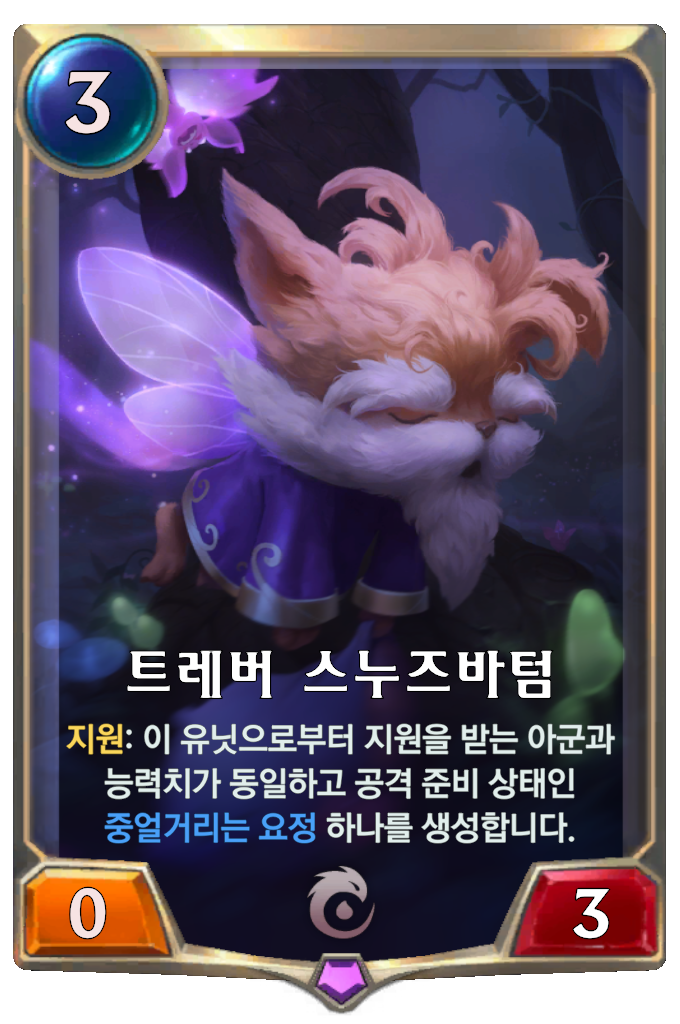 3
트레버 스누즈바텀
지원: 이 유닛으로부터 지원을 받는 아군과
능력치가 동일하고 공격 준비 상태인
중얼거리는 요정 하나를 생성합니다.
0
3